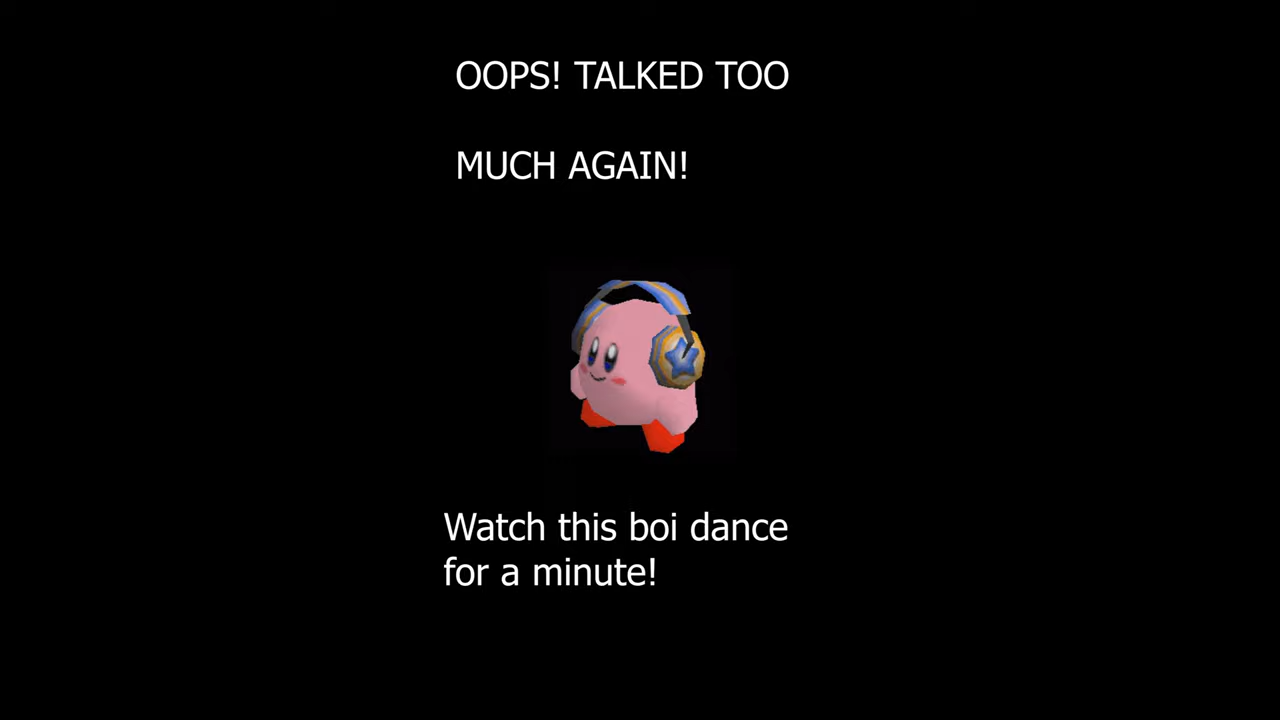 OOPS! TALKED TOO
MUCH AGAIN!
Watch this boi dance
for a minute!